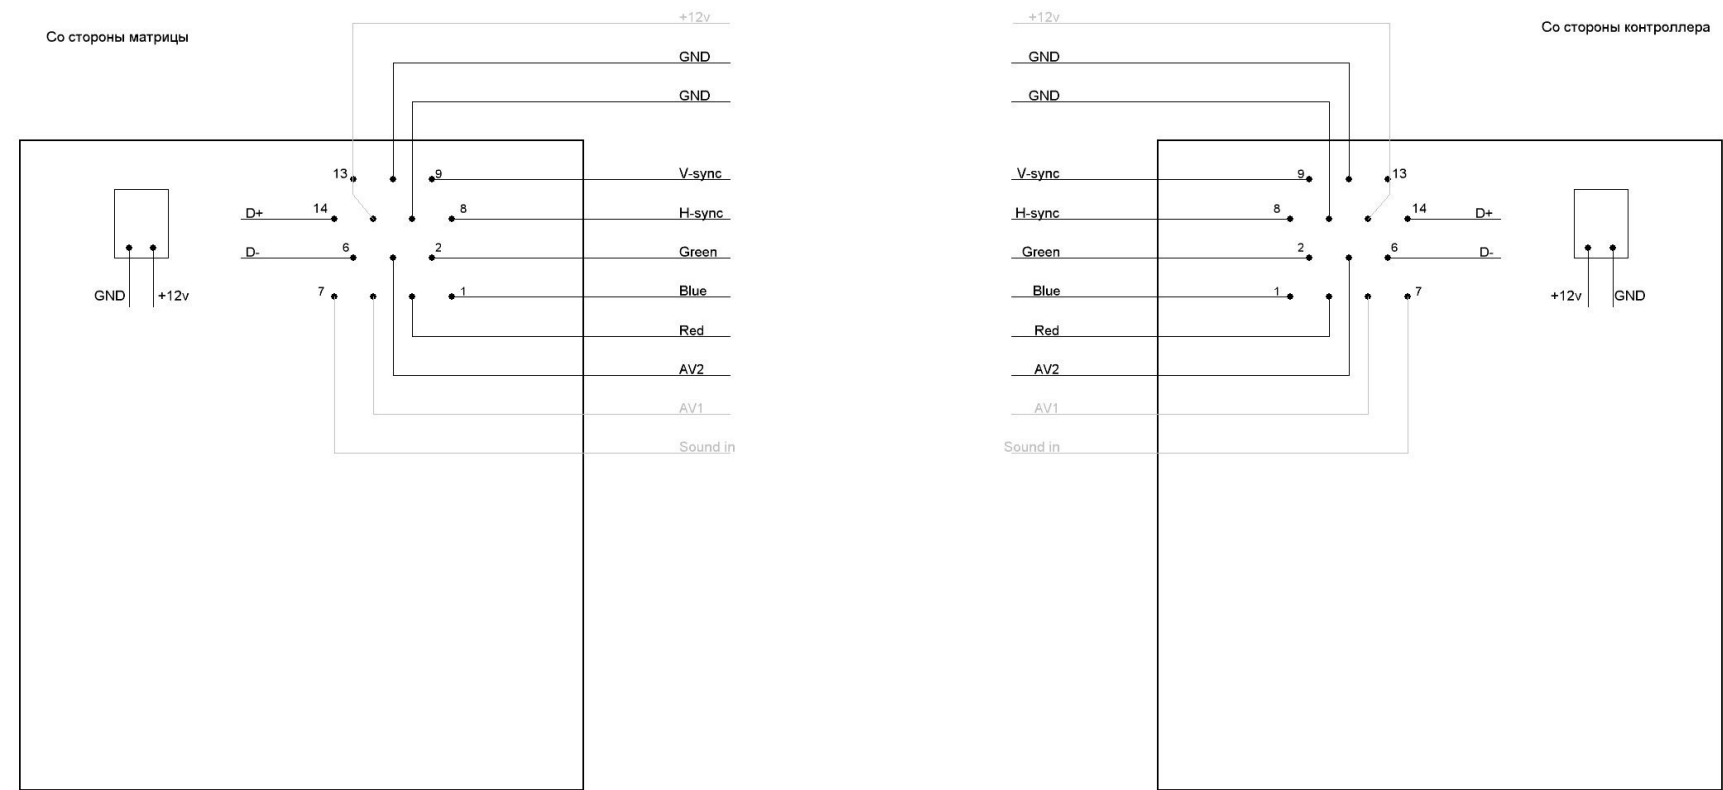 Со стороны матрицы
+12v
GND
GND
13
9
V-sync
D+
14
8
H-sync
D-
6
2
Green
GND
+12v
7
1
Blue
Red
AV2
AV1
Sound in
Со стороны контроллера
+12v
GND
GND
V-sync
9
13
H-sync
8
14
D+
Green
2
6
D-
Blue
1
7
+12v
GND
Red
AV2
AV1
Sound in